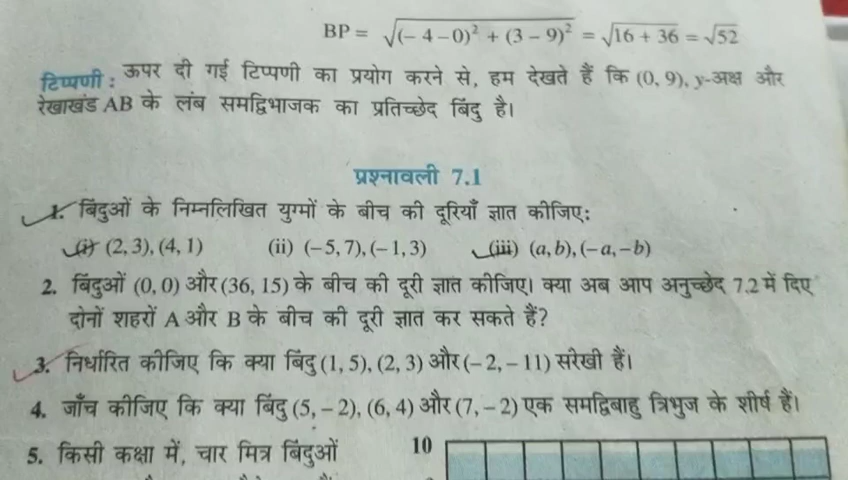 BP = √(– 4 – 0)² + (3 – 9)² = √16 + 36 = √52
टिप्पणी : ऊपर दी गई टिप्पणी का प्रयोग करने से, हम देखते हैं कि (0, 9), y-अक्ष और
रेखाखंड AB के लंब समद्विभाजक का प्रतिच्छेद बिंदु है।
प्रश्नावली 7.1
1. बिंदुओं के निम्नलिखित युग्मों के बीच की दूरियाँ ज्ञात कीजिए:
(i) (2, 3), (4, 1) (ii) (– 5, 7), (– 1, 3) (iii) (a, b), (– a, – b)
2. बिंदुओं (0, 0) और (36, 15) के बीच की दूरी ज्ञात कीजिए। क्या अब आप अनुच्छेद 7.2 में दिए
दोनों शहरों A और B के बीच की दूरी ज्ञात कर सकते हैं?
3. निर्धारित कीजिए कि क्या बिंदु (1, 5), (2, 3) और (– 2, – 11) सरेखी हैं।
4. जाँच कीजिए कि क्या बिंदु (5, – 2), (6, 4) और (7, – 2) एक समद्विबाहु त्रिभुज के शीर्ष हैं।
5. किसी कक्षा में, चार मित्र बिंदुओं
10